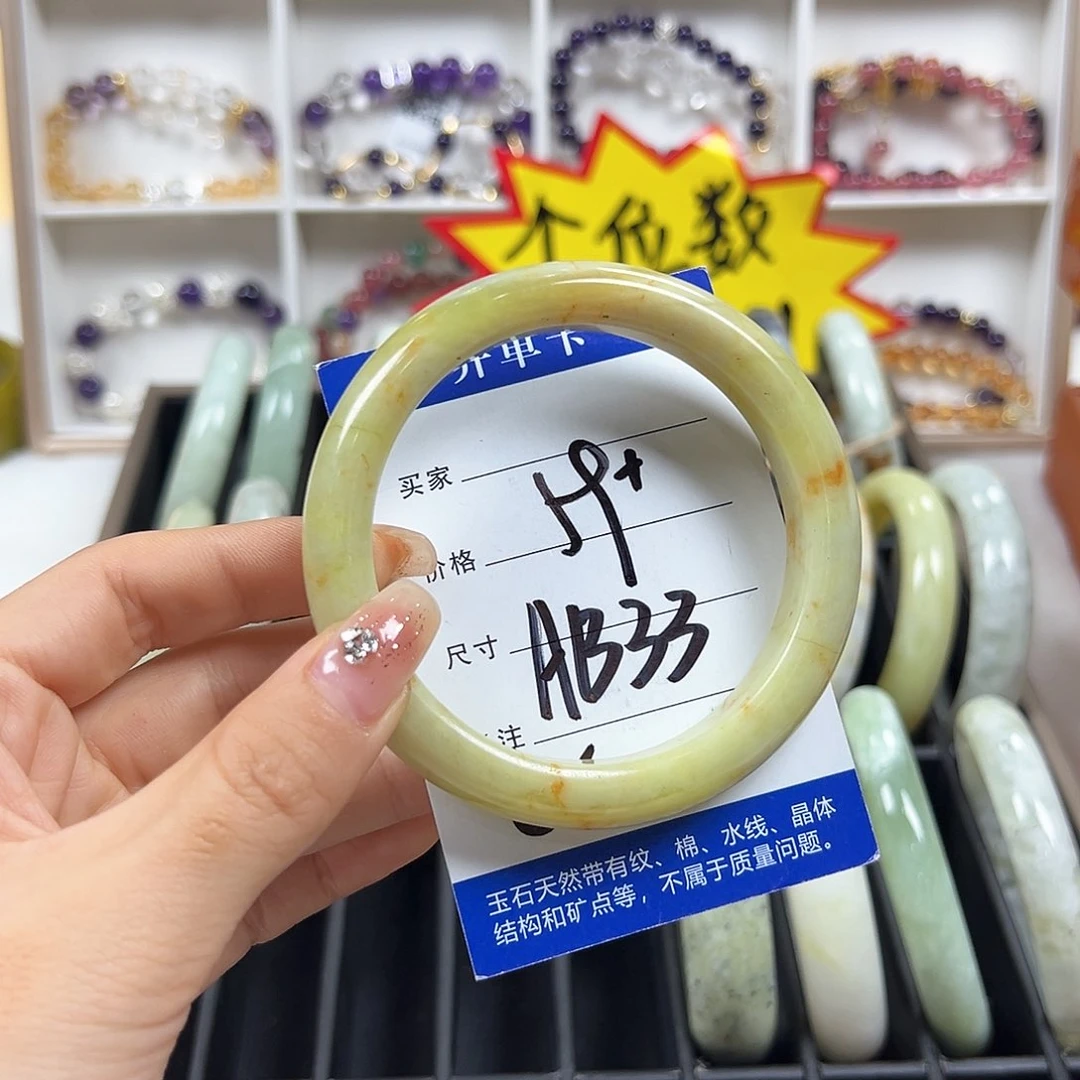 个位数
开单卡
买家
59+
价格
尺寸
AB33
注
玉石天然带有纹、棉、水线、晶体
结构和矿点等，不属于质量问题。